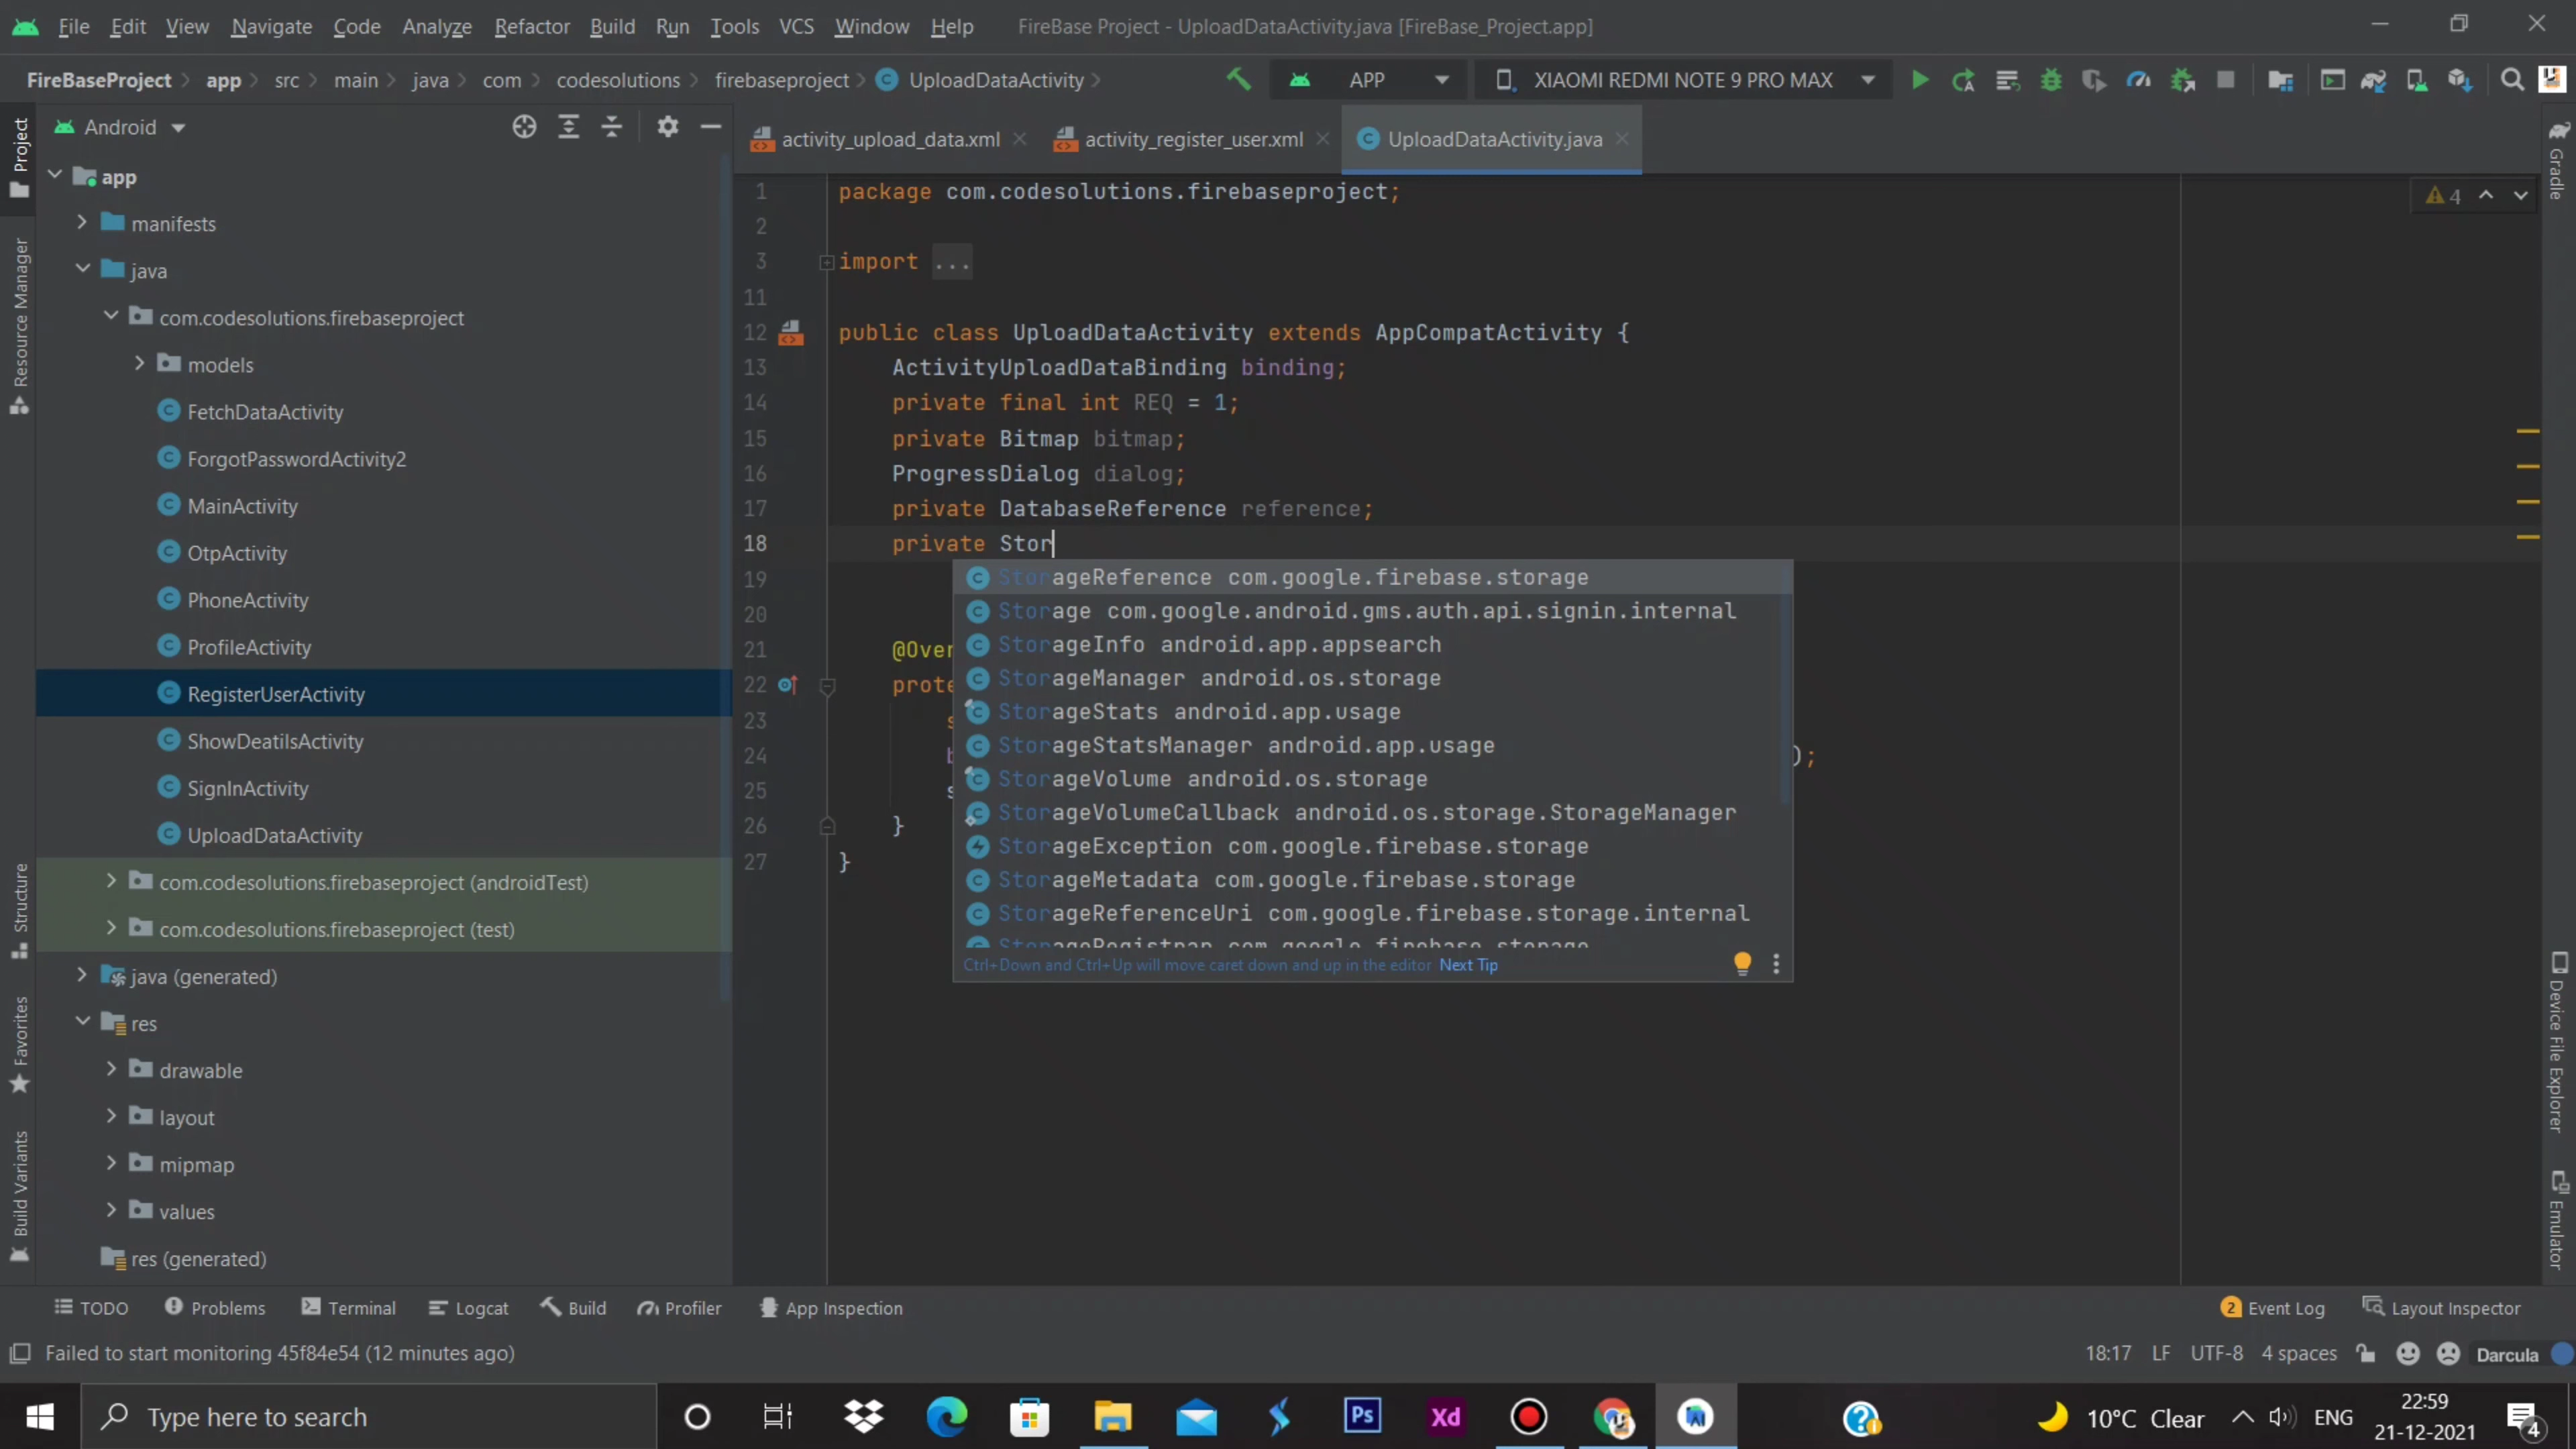 File Edit View Navigate Code Analyze Refactor Build Run Tools VCS Window Help FireBase Project - UploadDataActivity.java [FireBase_Project.app]
FireBaseProject app src main java com codesolutions firebaseproject UploadDataActivity APP XIAOMI REDMI NOTE 9 PRO MAX
Android
activity_upload_data.xml activity_register_user.xml UploadDataActivity.java
Project
Resource Manager
Structure
Favorites
Build Variants
app
manifests
java
com.codesolutions.firebaseproject
models
FetchDataActivity
ForgotPasswordActivity2
MainActivity
OtpActivity
PhoneActivity
ProfileActivity
RegisterUserActivity
ShowDeatilsActivity
SignInActivity
UploadDataActivity
com.codesolutions.firebaseproject (androidTest)
com.codesolutions.firebaseproject (test)
java (generated)
res
drawable
layout
mipmap
values
res (generated)
4
1 package com.codesolutions.firebaseproject;
2
3 import ...
11
12 public class UploadDataActivity extends AppCompatActivity {
13 ActivityUploadDataBinding binding;
14 private final int REQ = 1;
15 private Bitmap bitmap;
16 ProgressDialog dialog;
17 private DatabaseReference reference;
18 private Stor
19
20
21 @Over
22 prote
23 s
24 b );
25 s
26 }
27 }
StorageReference com.google.firebase.storage
Storage com.google.android.gms.auth.api.signin.internal
StorageInfo android.app.appsearch
StorageManager android.os.storage
StorageStats android.app.usage
StorageStatsManager android.app.usage
StorageVolume android.os.storage
StorageVolumeCallback android.os.storage.StorageManager
StorageException com.google.firebase.storage
StorageMetadata com.google.firebase.storage
StorageReferenceUri com.google.firebase.storage.internal
StorageRegistrar com.google.firebase.storage
Ctrl+Down and Ctrl+Up will move caret down and up in the editor Next Tip
Gradle
Device File Explorer
Emulator
TODO Problems Terminal Logcat Build Profiler App Inspection 2 Event Log Layout Inspector
Failed to start monitoring 45f84e54 (12 minutes ago) 18:17 LF UTF-8 4 spaces Darcula
Type here to search Ps Xd 10°C Clear ENG 22:59
21-12-2021 4